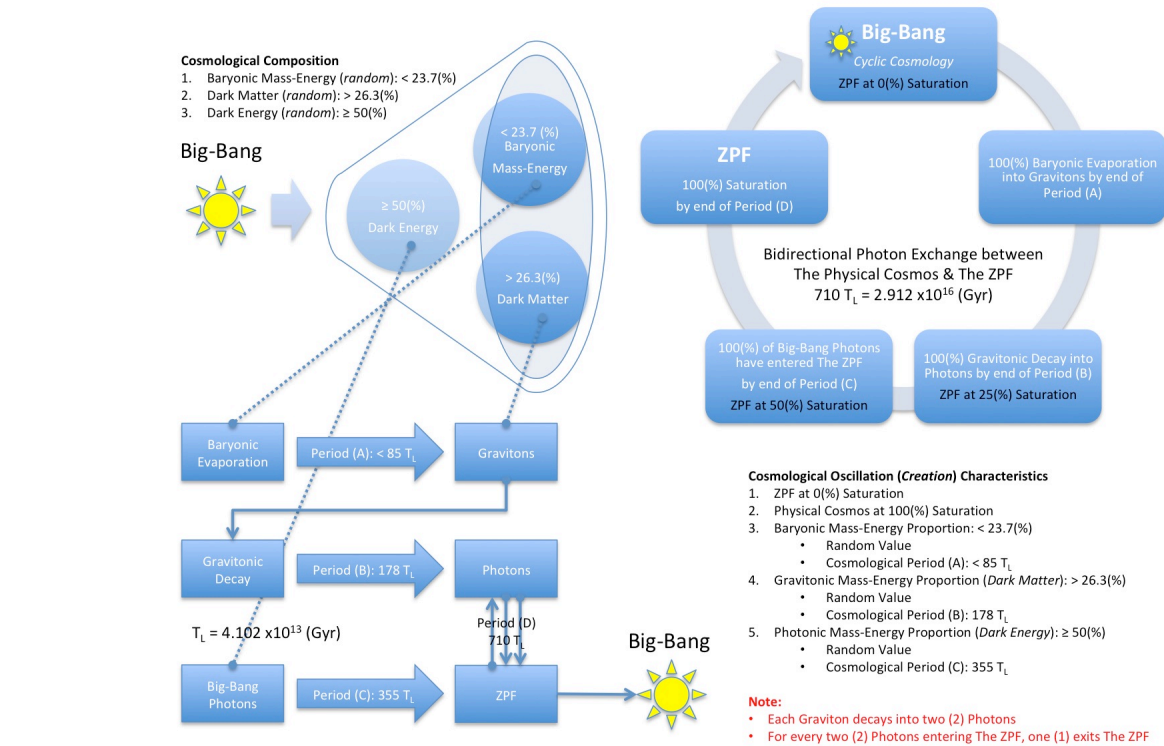 Cosmological Composition
1. Baryonic Mass-Energy (random): < 23.7(%)
2. Dark Matter (random): > 26.3(%)
3. Dark Energy (random): ≥ 50(%)
Big-Bang
≥ 50(%)
Dark Energy
< 23.7 (%)
Baryonic
Mass-Energy
> 26.3(%)
Dark Matter
Baryonic
Evaporation
Period (A): < 85 T_L
Gravitons
Gravitonic
Decay
Period (B): 178 T_L
Photons
T_L = 4.102 x10^13 (Gyr)
Period (D)
710 T_L
Big-Bang
Photons
Period (C): 355 T_L
ZPF
Big-Bang
Big-Bang
Cyclic Cosmology
ZPF at 0(%) Saturation
100(%) Baryonic Evaporation
into Gravitons by end of
Period (A)
100(%) Gravitonic Decay into
Photons by end of Period (B)
ZPF at 25(%) Saturation
100(%) of Big-Bang Photons
have entered The ZPF
by end of Period (C)
ZPF at 50(%) Saturation
ZPF
100(%) Saturation
by end of Period (D)
Bidirectional Photon Exchange between
The Physical Cosmos & The ZPF
710 T_L = 2.912 x10^16 (Gyr)
Cosmological Oscillation (Creation) Characteristics
1. ZPF at 0(%) Saturation
2. Physical Cosmos at 100(%) Saturation
3. Baryonic Mass-Energy Proportion: < 23.7(%)
• Random Value
• Cosmological Period (A): < 85 T_L
4. Gravitonic Mass-Energy Proportion (Dark Matter): > 26.3(%)
• Random Value
• Cosmological Period (B): 178 T_L
5. Photonic Mass-Energy Proportion (Dark Energy): ≥ 50(%)
• Random Value
• Cosmological Period (C): 355 T_L
Note:
• Each Graviton decays into two (2) Photons
• For every two (2) Photons entering The ZPF, one (1) exits The ZPF